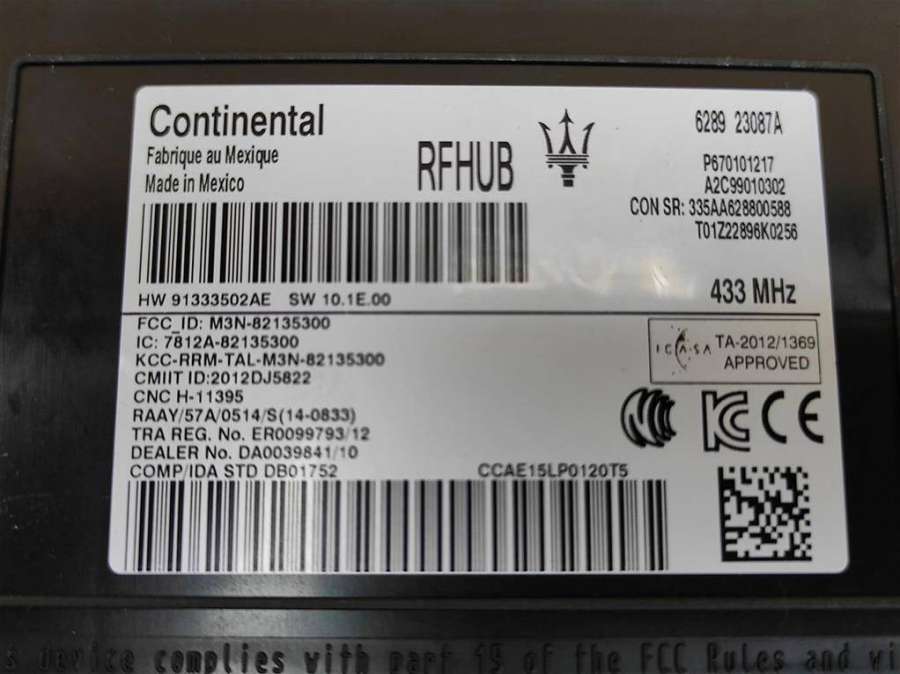 Continental
Fabrique au Mexique
Made in Mexico
RFHUB
6289 23087A
P670101217
A2C99010302
CON SR: 335AA628800588
T01Z22896K0256
HW 91333502AE SW 10.1E.00
433 MHz
FCC_ID: M3N-82135300
IC: 7812A-82135300
KCC-RRM-TAL-M3N-82135300
CMIIT ID:2012DJ5822
CNC H-11395
RAAY/57A/0514/S(14-0833)
TRA REG. No. ER0099793/12
DEALER No. DA0039841/10
COMP/IDA STD DB01752
CCAE15LP0120T5
ICASA TA-2012/1369
APPROVED
KC CE
device complies with part 15 of the FCC Rules and